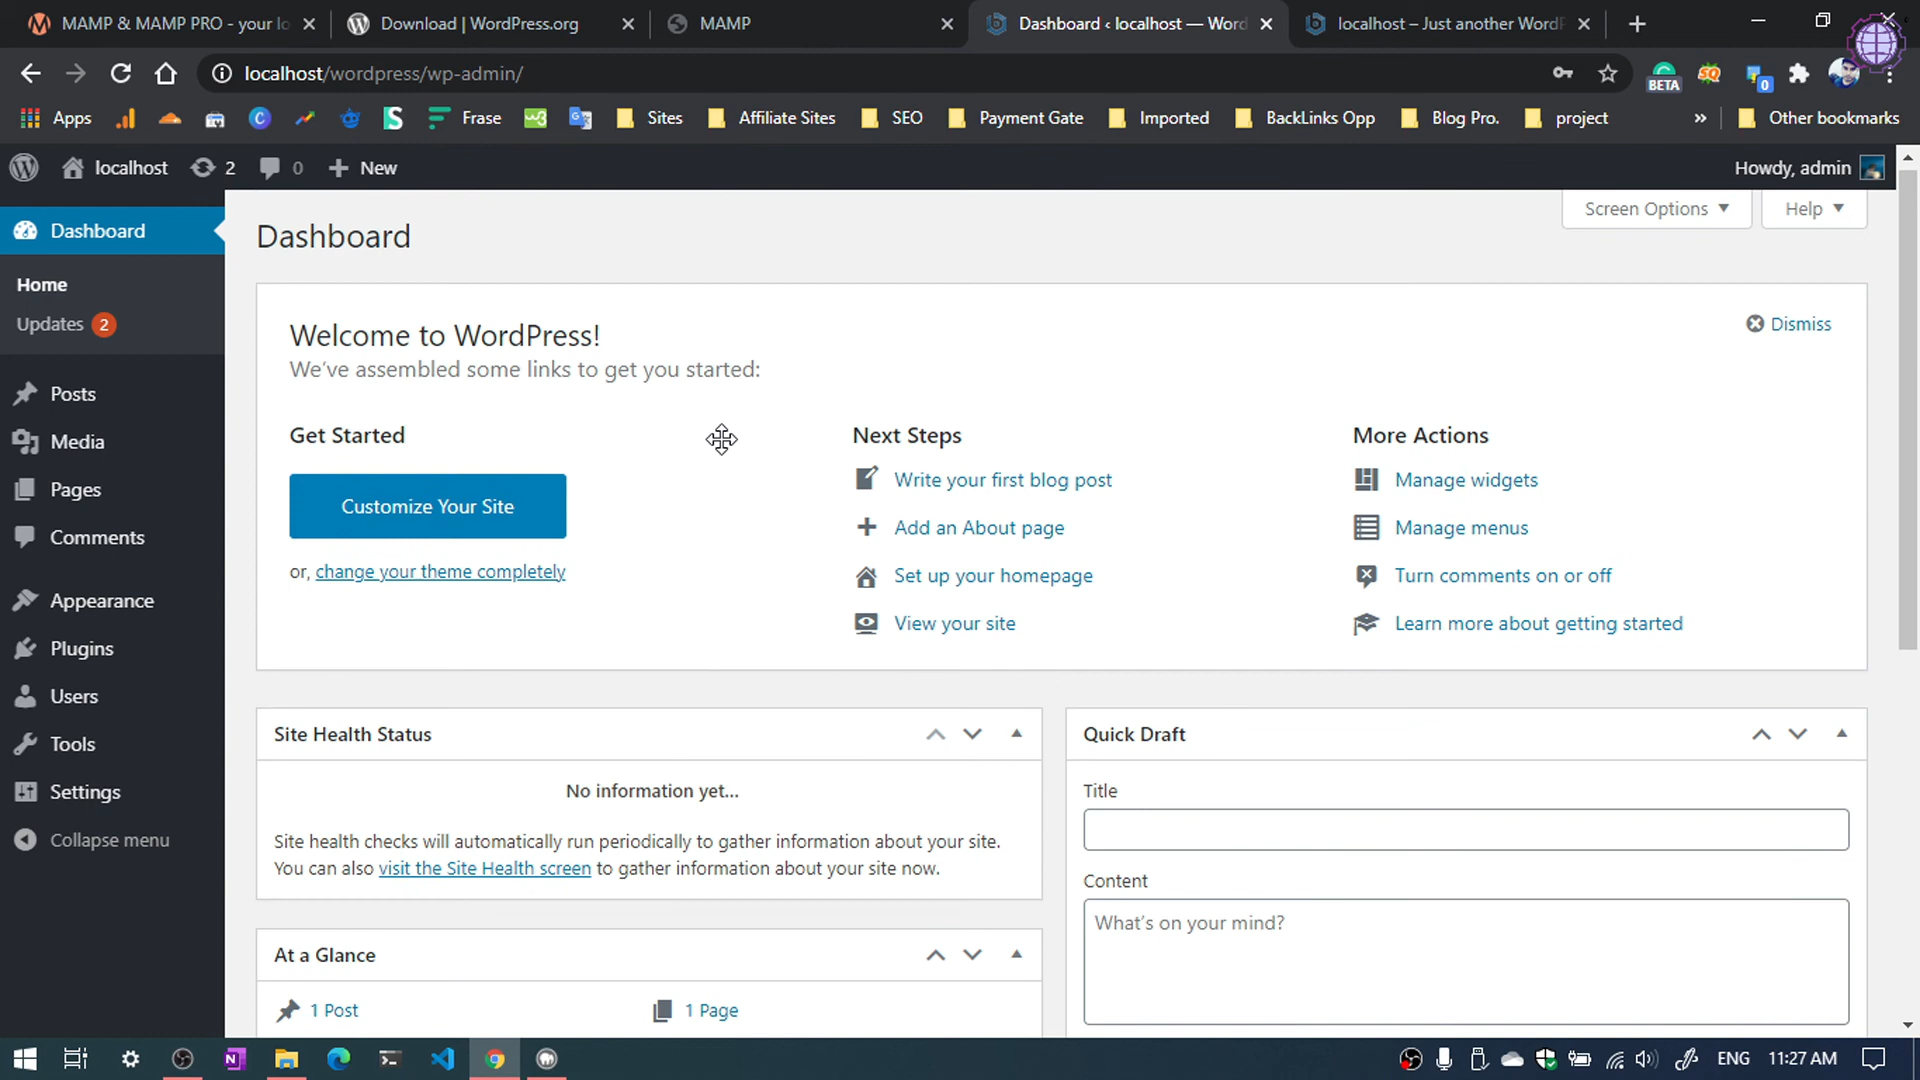 MAMP & MAMP PRO - your lo
Download | WordPress.org
MAMP
Dashboard ‹ localhost — Word
localhost – Just another WordP
localhost/wordpress/wp-admin/
BETA
SQ
0
Apps
Frase
Sites
Affiliate Sites
SEO
Payment Gate
Imported
BackLinks Opp
Blog Pro.
project
»
Other bookmarks
localhost
2
0
New
Howdy, admin
Dashboard
Home
Updates 2
Posts
Media
Pages
Comments
Appearance
Plugins
Users
Tools
Settings
Collapse menu
Screen Options
Help
Dashboard
Welcome to WordPress!
Dismiss
We’ve assembled some links to get you started:
Get Started
Customize Your Site
or, change your theme completely
Next Steps
Write your first blog post
Add an About page
Set up your homepage
View your site
More Actions
Manage widgets
Manage menus
Turn comments on or off
Learn more about getting started
Site Health Status
No information yet...
Site health checks will automatically run periodically to gather information about your site.
You can also visit the Site Health screen to gather information about your site now.
At a Glance
1 Post
1 Page
Quick Draft
Title
Content
What’s on your mind?
ENG
11:27 AM